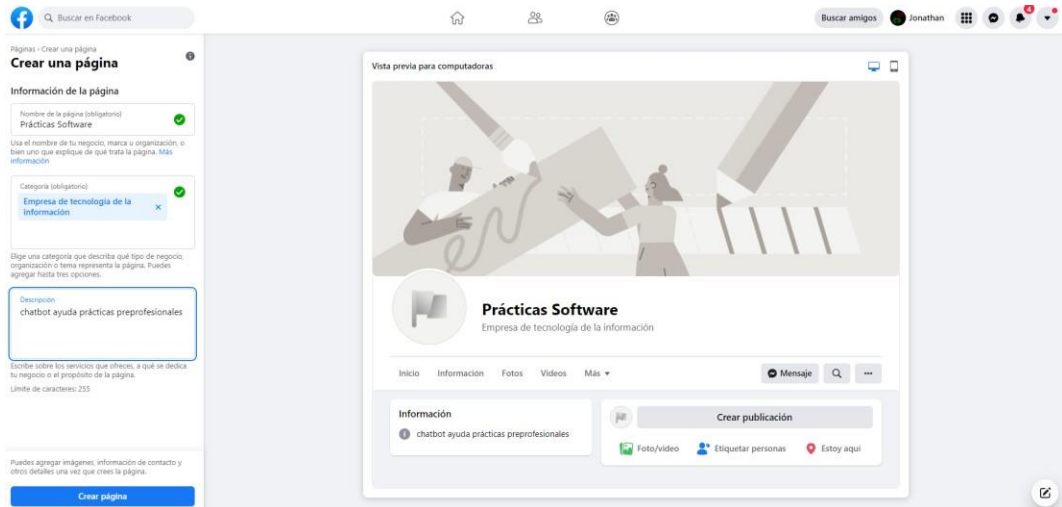 Buscar en Facebook
Buscar amigos
Jonathan
4
Páginas › Crear una página
Crear una página
Información de la página
Nombre de la página (obligatorio)
Prácticas Software
Usa el nombre de tu negocio, marca u organización, o
bien uno que explique de qué trata la página. Más
información
Categoría (obligatorio)
Empresa de tecnología de la
información
Elige una categoría que describa qué tipo de negocio,
organización o tema representa la página. Puedes
agregar hasta tres opciones.
Descripción
chatbot ayuda prácticas preprofesionales
Escribe sobre los servicios que ofreces, a qué se dedica
tu negocio o el propósito de la página.
Límite de caracteres: 255
Puedes agregar imágenes, información de contacto y
otros detalles una vez que crees la página.
Crear página
Vista previa para computadoras
Prácticas Software
Empresa de tecnología de la información
Inicio Información Fotos Videos Más
Mensaje
Información
chatbot ayuda prácticas preprofesionales
Crear publicación
Foto/video Etiquetar personas Estoy aquí